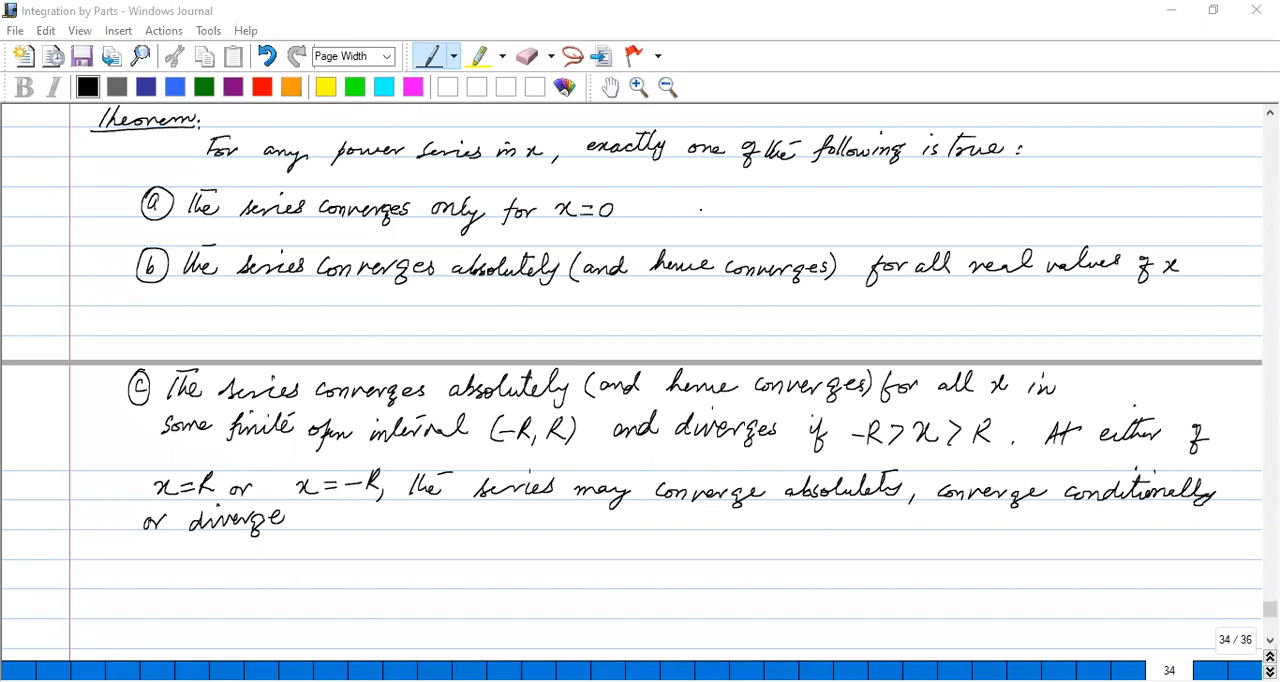 Integration by Parts - Windows Journal
File Edit View Insert Actions Tools Help
Page Width
B I
Theorem:
For any power series in x, exactly one of the following is true :
(a) The series converges only for x=0
(b) The series converges absolutely (and hence converges) for all real values of x
(c) The series converges absolutely (and hence converges) for all x in
some finite open interval (-R, R) and diverges if -R > x > R . At either of
x=R or x=-R, the series may converge absolutely, converge conditionally
or diverge
34 / 36
34